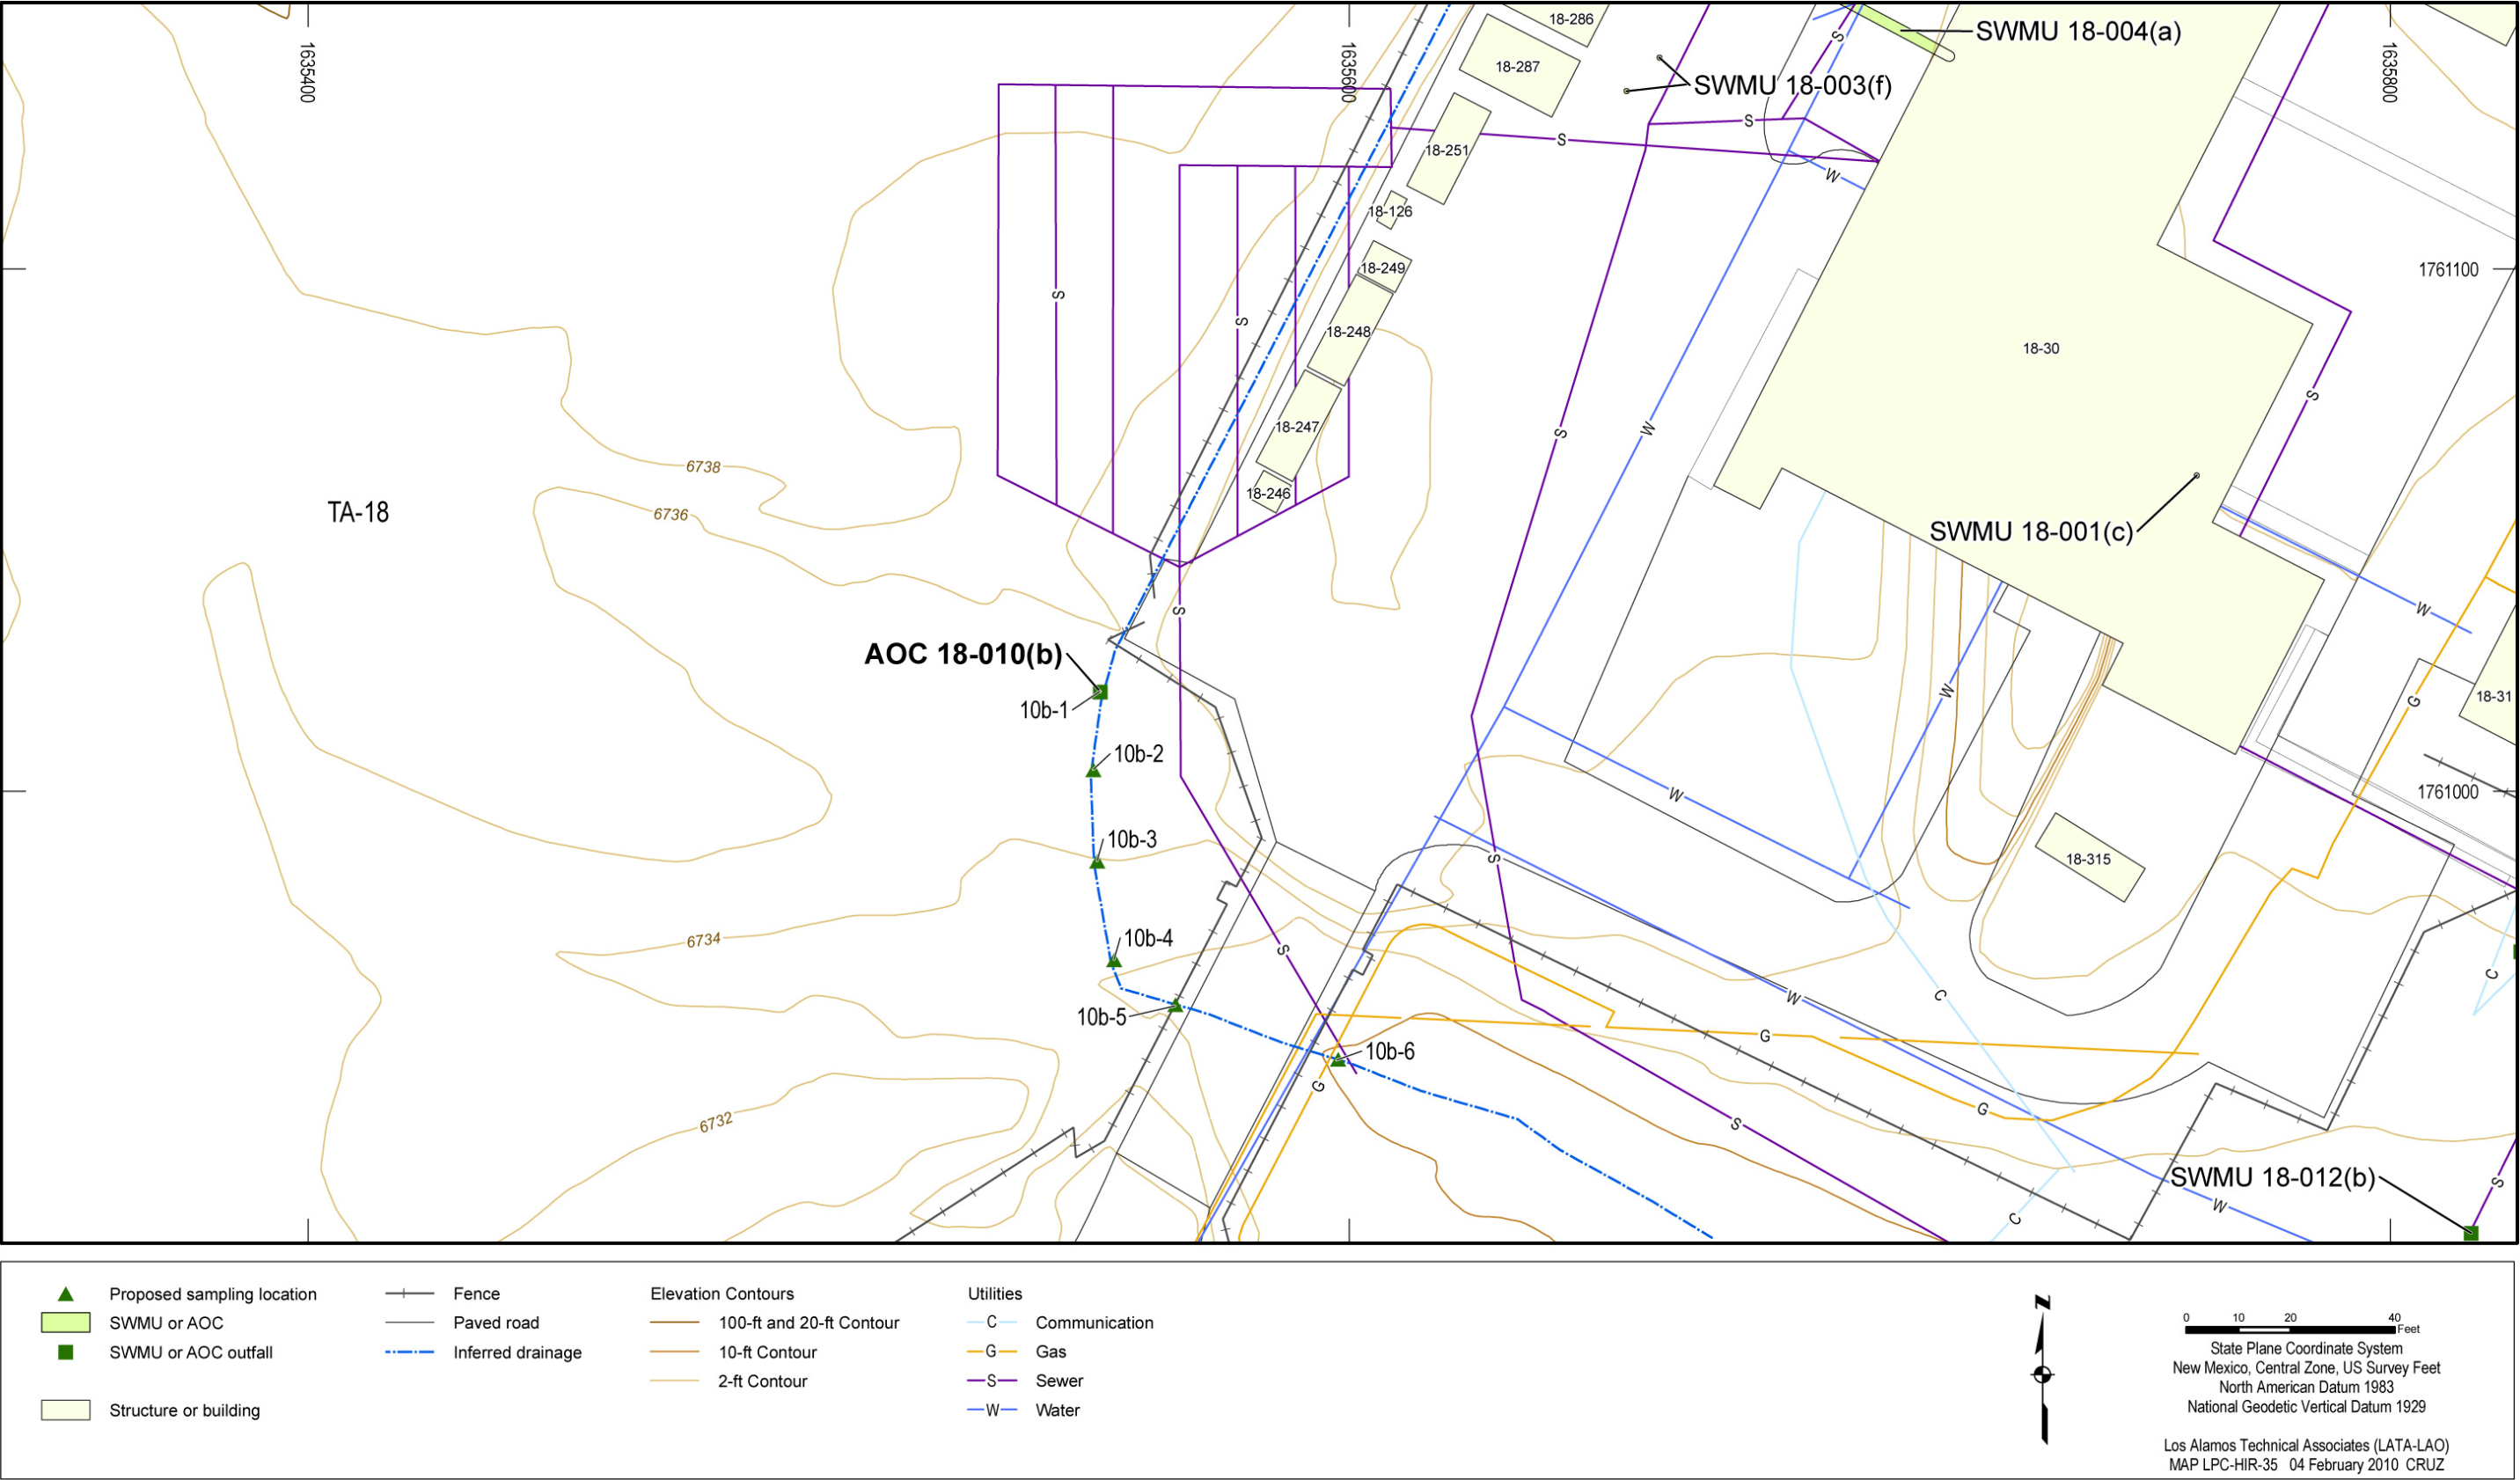 1635400
1635600
1635800
18-286
SWMU 18-004(a)
18-287
SWMU 18-003(f)
S
S
S
18-251
W
18-126
18-249
1761100
S
S
18-248
18-30
S
S
W
18-247
6738
18-246
6736
TA-18
SWMU 18-001(c)
S
W
AOC 18-010(b)
10b-1
W
G
18-31
10b-2
W
1761000
10b-3
S
18-315
6734
10b-4
S
W
C
C
10b-5
G
10b-6
G
G
6732
S
SWMU 18-012(b)
S
W
C
Proposed sampling location
SWMU or AOC
SWMU or AOC outfall
Structure or building
Fence
Paved road
Inferred drainage
Elevation Contours
100-ft and 20-ft Contour
10-ft Contour
2-ft Contour
Utilities
C Communication
G Gas
S Sewer
W Water
N
0 10 20 40
Feet
State Plane Coordinate System
New Mexico, Central Zone, US Survey Feet
North American Datum 1983
National Geodetic Vertical Datum 1929
Los Alamos Technical Associates (LATA-LAO)
MAP LPC-HIR-35 04 February 2010 CRUZ